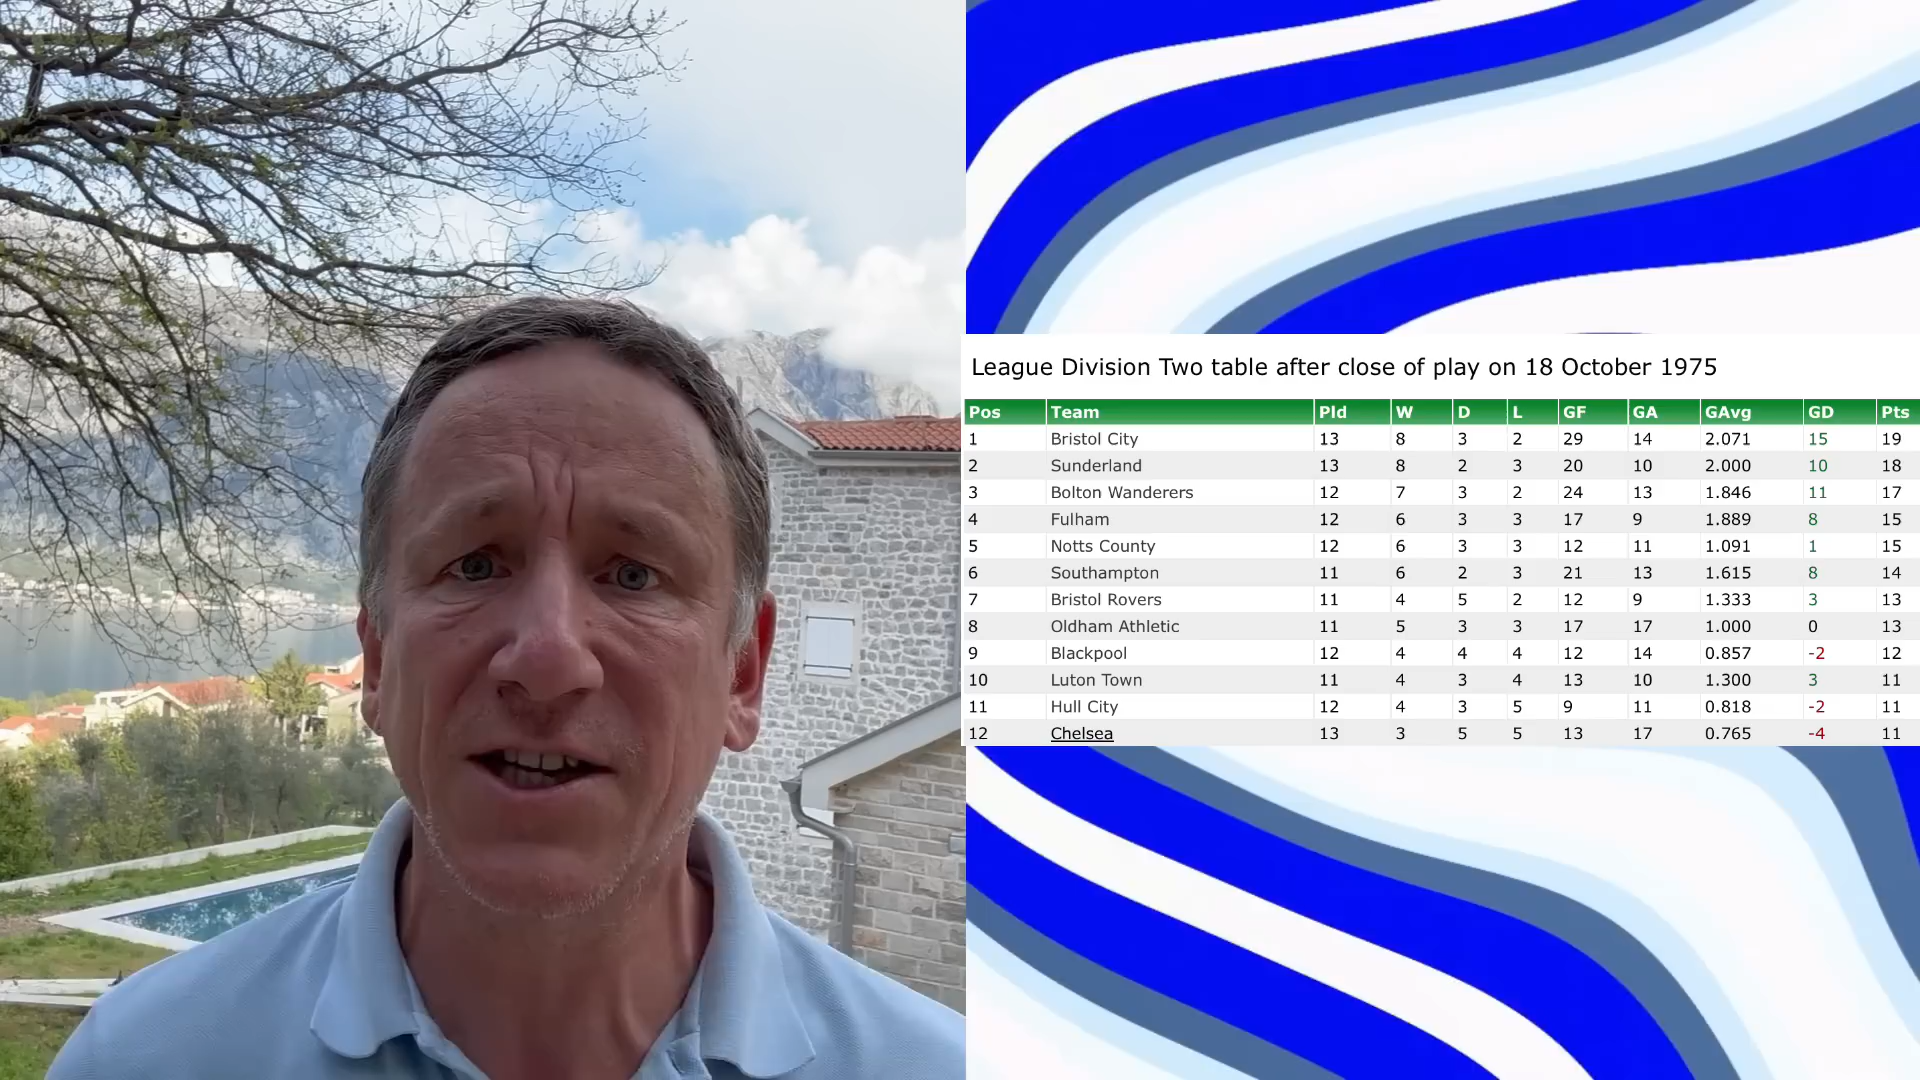 League Division Two table after close of play on 18 October 1975
Pos Team Pld W D L GF GA GAvg GD Pts
1 Bristol City 13 8 3 2 29 14 2.071 15 19
2 Sunderland 13 8 2 3 20 10 2.000 10 18
3 Bolton Wanderers 12 7 3 2 24 13 1.846 11 17
4 Fulham 12 6 3 3 17 9 1.889 8 15
5 Notts County 12 6 3 3 12 11 1.091 1 15
6 Southampton 11 6 2 3 21 13 1.615 8 14
7 Bristol Rovers 11 4 5 2 12 9 1.333 3 13
8 Oldham Athletic 11 5 3 3 17 17 1.000 0 13
9 Blackpool 12 4 4 4 12 14 0.857 -2 12
10 Luton Town 11 4 3 4 13 10 1.300 3 11
11 Hull City 12 4 3 5 9 11 0.818 -2 11
12 Chelsea 13 3 5 5 13 17 0.765 -4 11